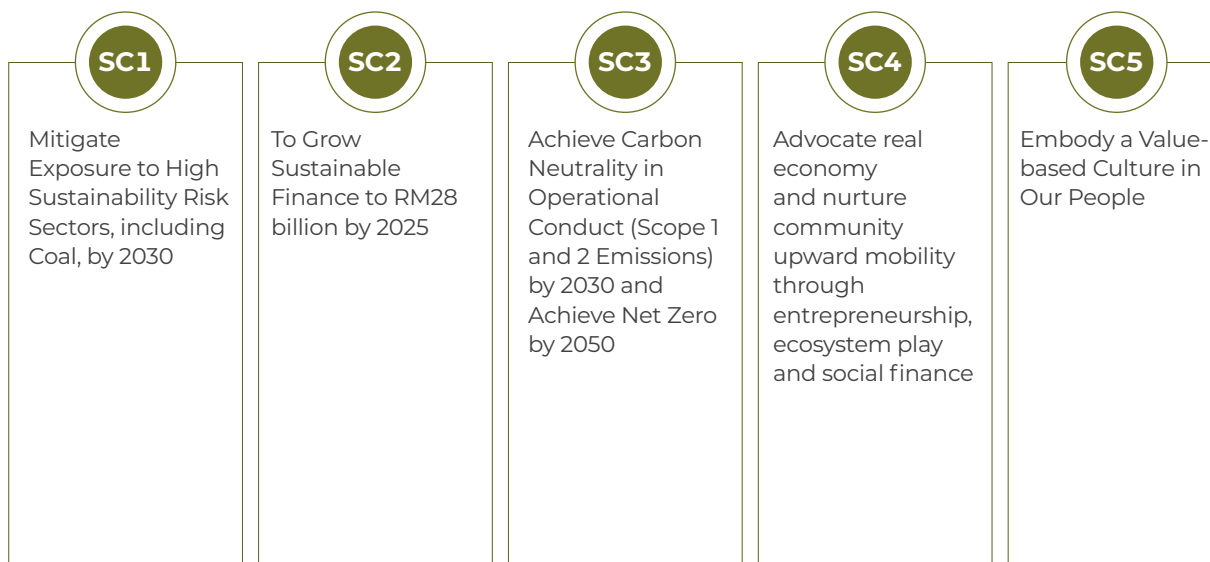 SC1
Mitigate
Exposure to High
Sustainability Risk
Sectors, including
Coal, by 2030
SC2
To Grow
Sustainable
Finance to RM28
billion by 2025
SC3
Achieve Carbon
Neutrality in
Operational
Conduct (Scope 1
and 2 Emissions)
by 2030 and
Achieve Net Zero
by 2050
SC4
Advocate real
economy
and nurture
community
upward mobility
through
entrepreneurship,
ecosystem play
and social finance
SC5
Embody a Value-
based Culture in
Our People